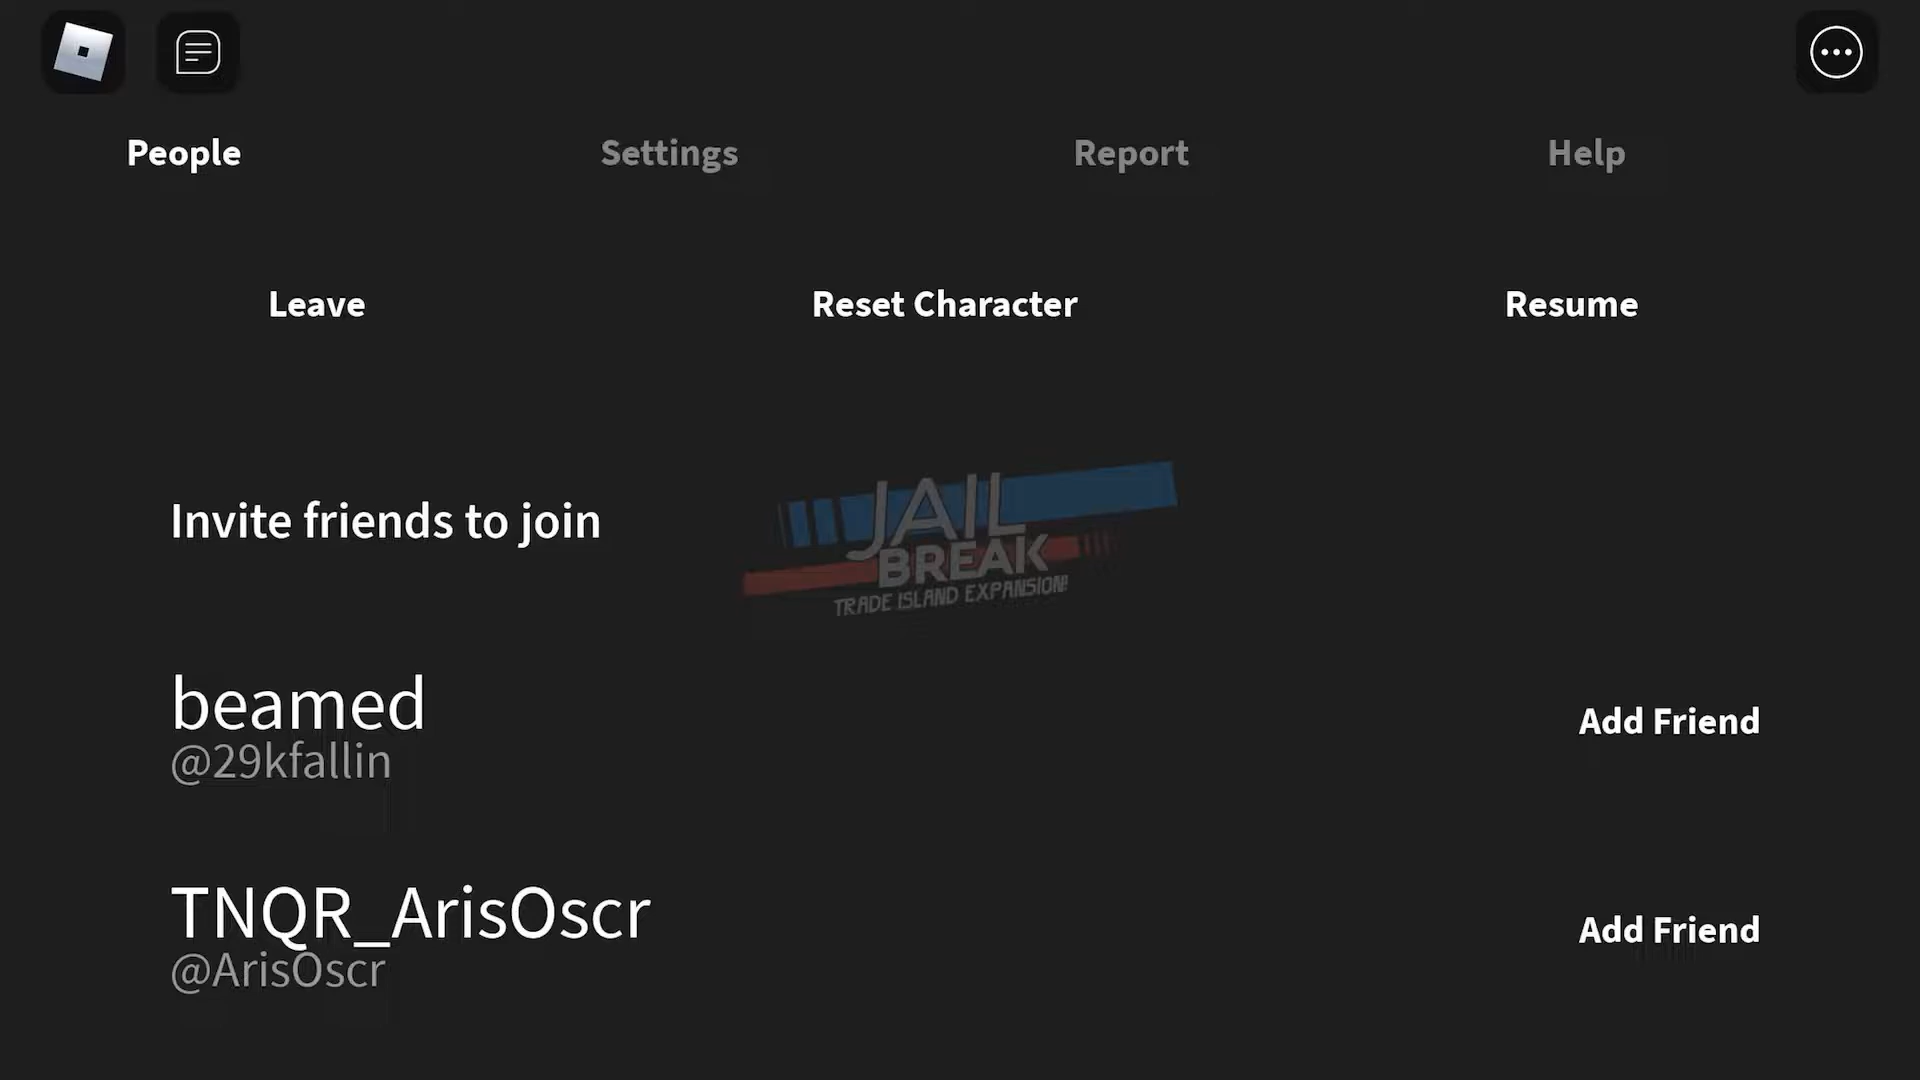 People
Settings
Report
Help
Leave
Reset Character
Resume
Invite friends to join
JAIL
BREAK
TRADE ISLAND EXPANSION!
beamed
@29kfallin
Add Friend
TNQR_ArisOscr
@ArisOscr
Add Friend